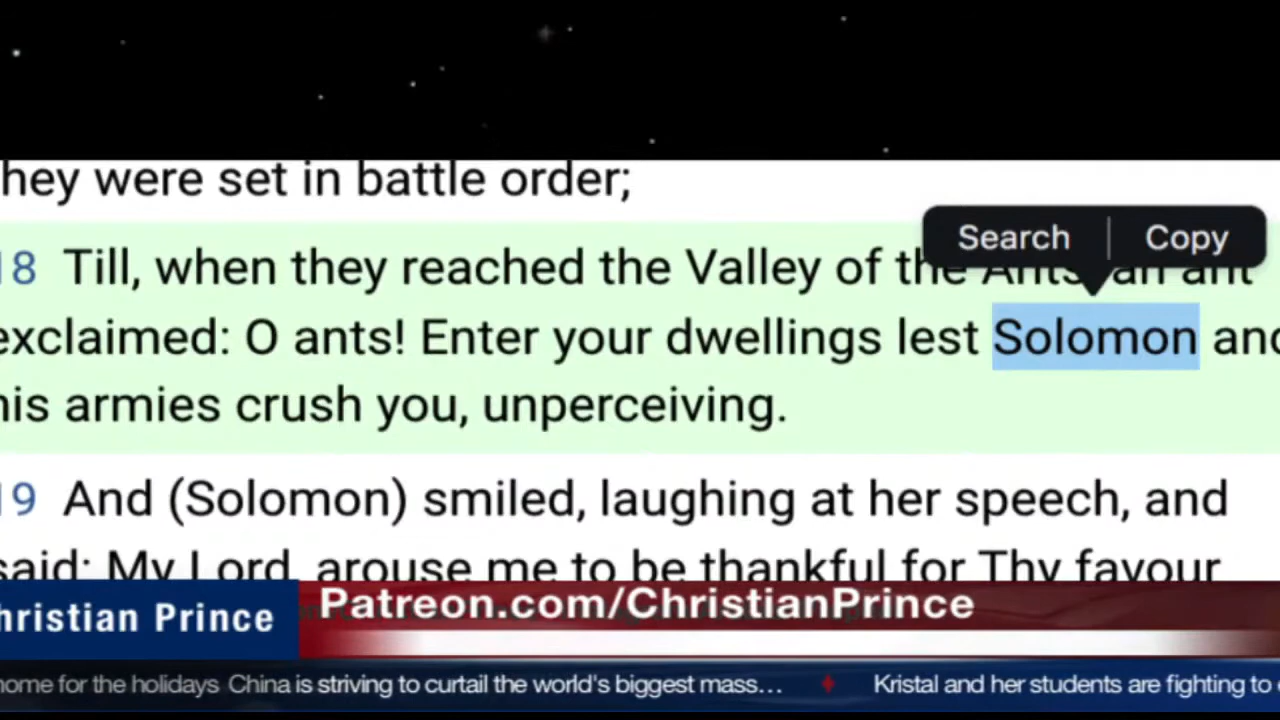 hey were set in battle order;
Search Copy
18 Till, when they reached the Valley of the Ants an ant
exclaimed: O ants! Enter your dwellings lest Solomon and
his armies crush you, unperceiving.
19 And (Solomon) smiled, laughing at her speech, and
said: My Lord, arouse me to be thankful for Thy favour
hristian Prince
Patreon.com/ChristianPrince
home for the holidays China is striving to curtail the world's biggest mass... Kristal and her students are fighting to